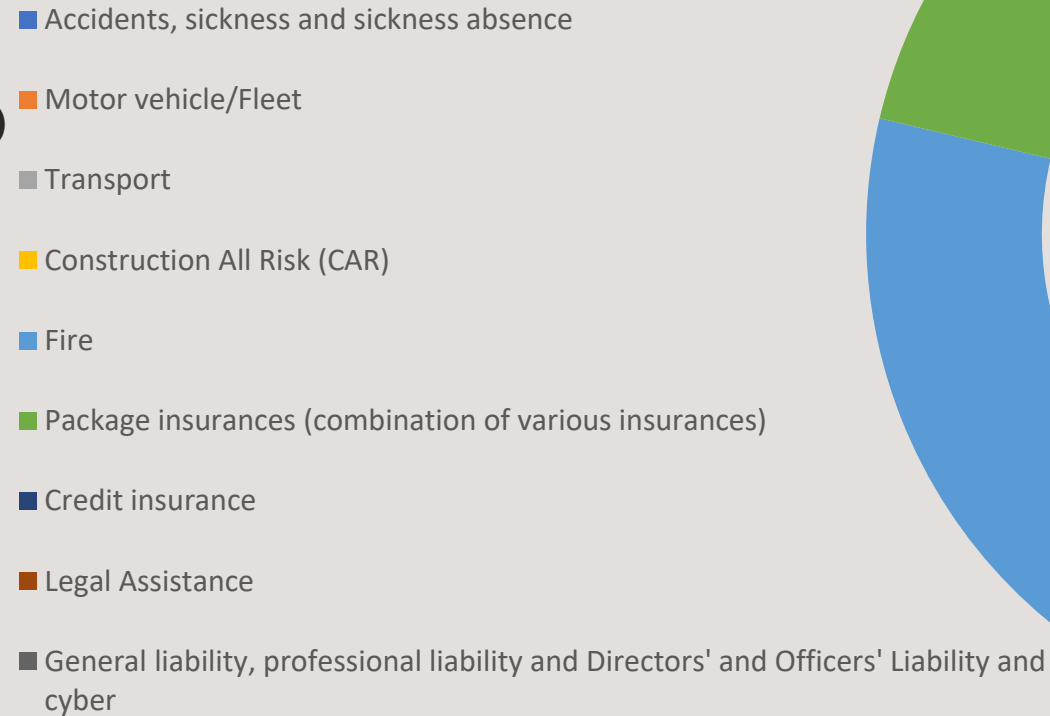 Accidents, sickness and sickness absence
Motor vehicle/Fleet
Transport
Construction All Risk (CAR)
Fire
Package insurances (combination of various insurances)
Credit insurance
Legal Assistance
General liability, professional liability and Directors' and Officers' Liability and
cyber